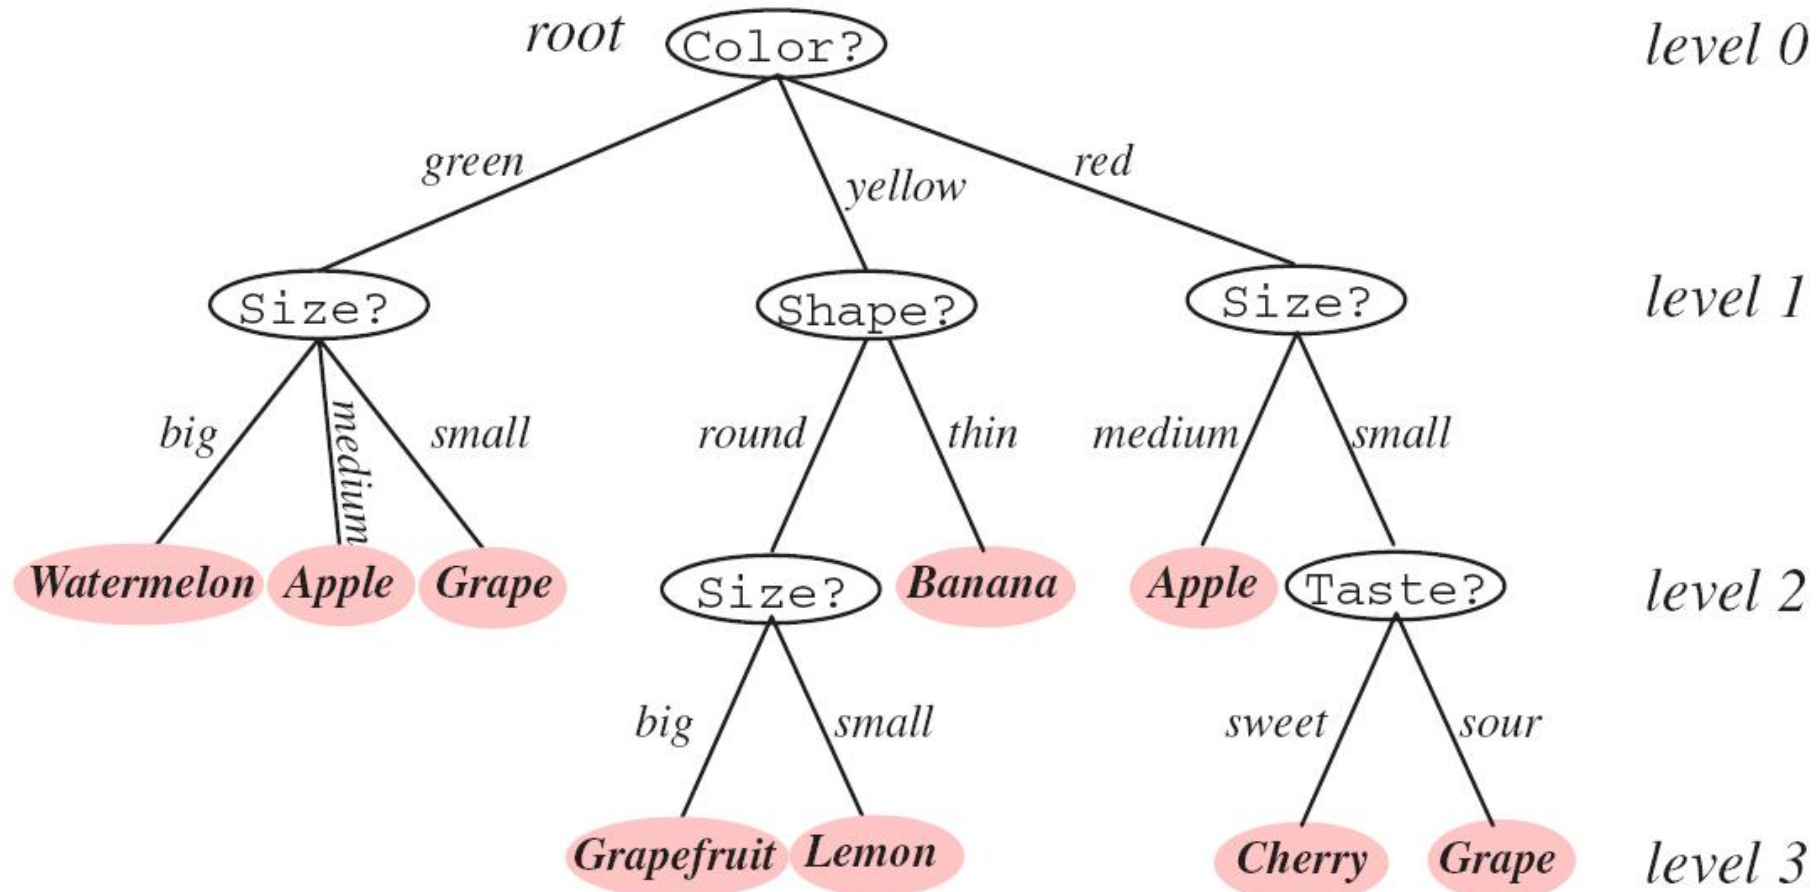 root Color? level 0
green yellow red
Size? Shape? Size? level 1
big medium small round thin medium small
Watermelon Apple Grape Size? Banana Apple Taste? level 2
big small sweet sour
Grapefruit Lemon Cherry Grape level 3